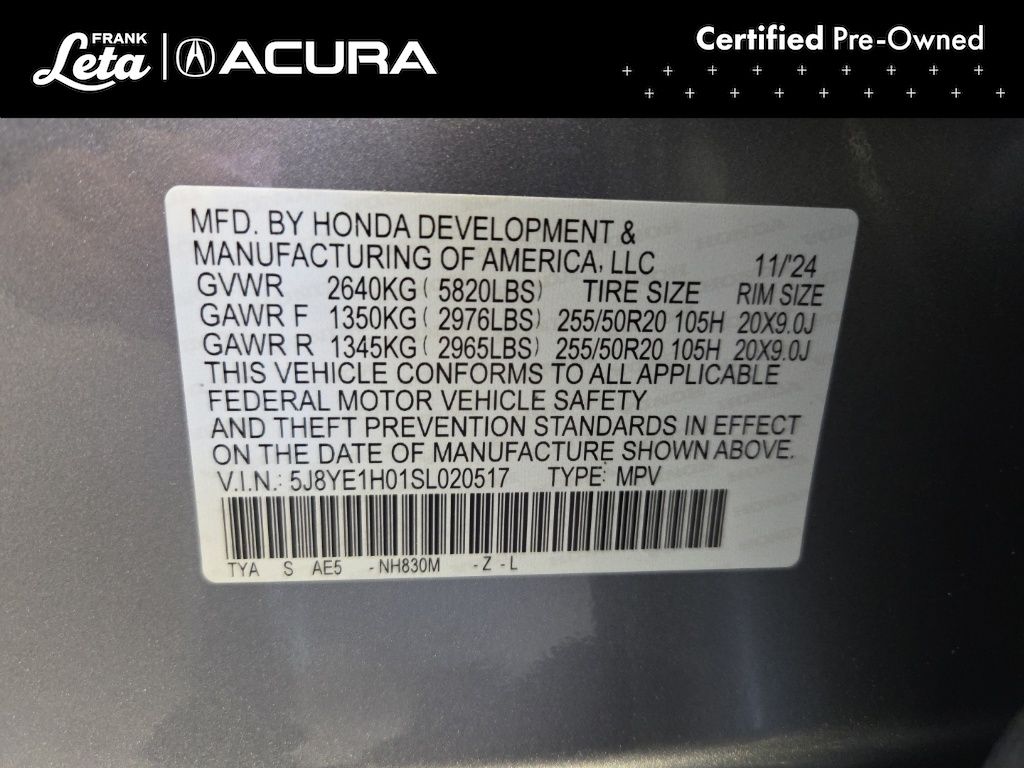 FRANK
Leta
ACURA
Certified Pre-Owned
MFD. BY HONDA DEVELOPMENT &
MANUFACTURING OF AMERICA, LLC 11/'24
GVWR 2640KG ( 5820LBS) TIRE SIZE RIM SIZE
GAWR F 1350KG ( 2976LBS) 255/50R20 105H 20X9.0J
GAWR R 1345KG ( 2965LBS) 255/50R20 105H 20X9.0J
THIS VEHICLE CONFORMS TO ALL APPLICABLE
FEDERAL MOTOR VEHICLE SAFETY
AND THEFT PREVENTION STANDARDS IN EFFECT
ON THE DATE OF MANUFACTURE SHOWN ABOVE.
V.I.N.: 5J8YE1H01SL020517 TYPE: MPV
TYA S AE5 - NH830M - Z - L